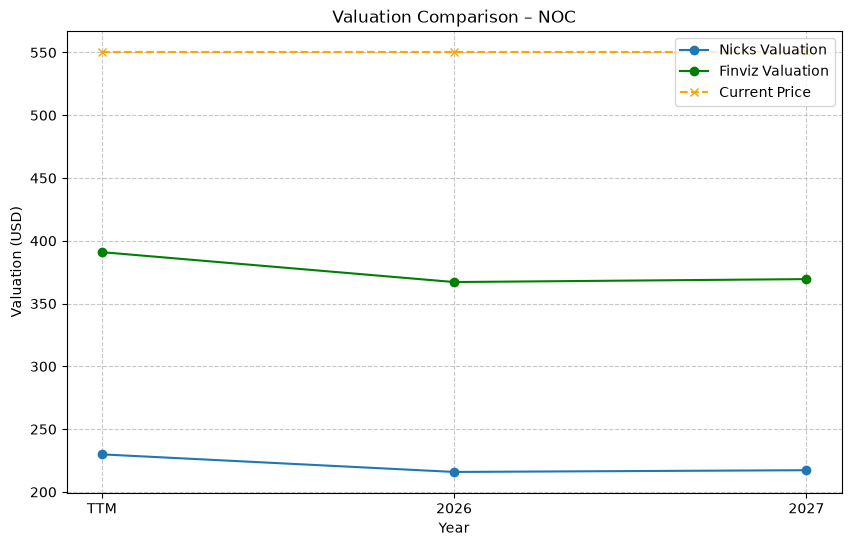 Valuation Comparison – NOC
Nicks Valuation
Finviz Valuation
Current Price
Valuation (USD)
550
500
450
400
350
300
250
200
TTM
2026
2027
Year